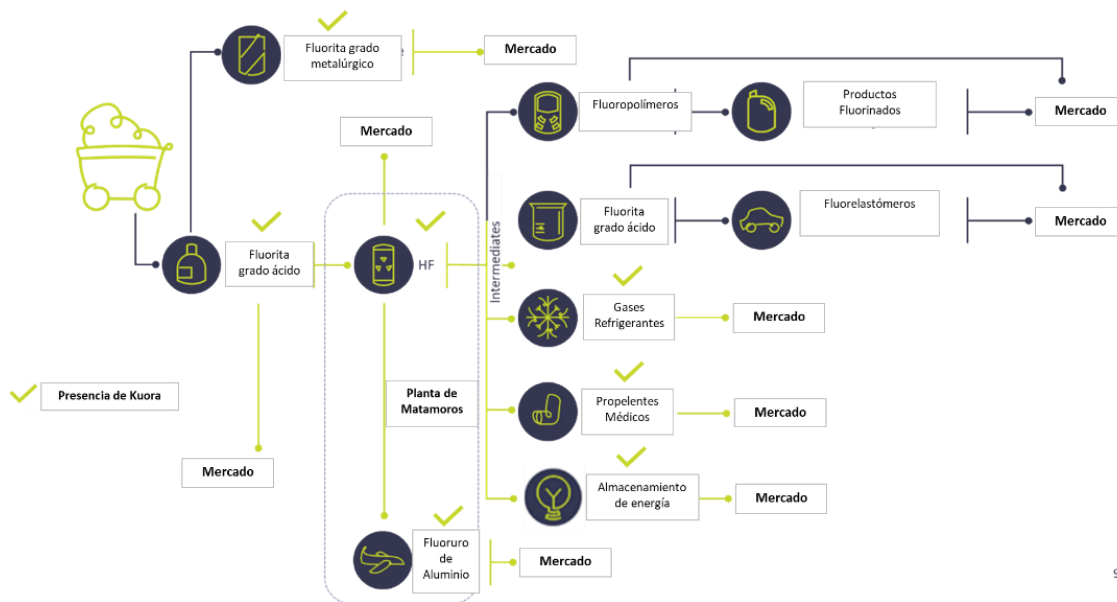 Fluorita grado
metalúrgico
Mercado
Fluoropolímeros
Productos
Fluorinados
Mercado
Mercado
Fluorita
grado ácido
HF
Intermediates
Fluorita
grado ácido
Fluorelastómeros
Mercado
Gases
Refrigerantes
Mercado
Presencia de Kuora
Planta de
Matamoros
Propelentes
Médicos
Mercado
Mercado
Almacenamiento
de energía
Mercado
Fluoruro
de
Aluminio
Mercado